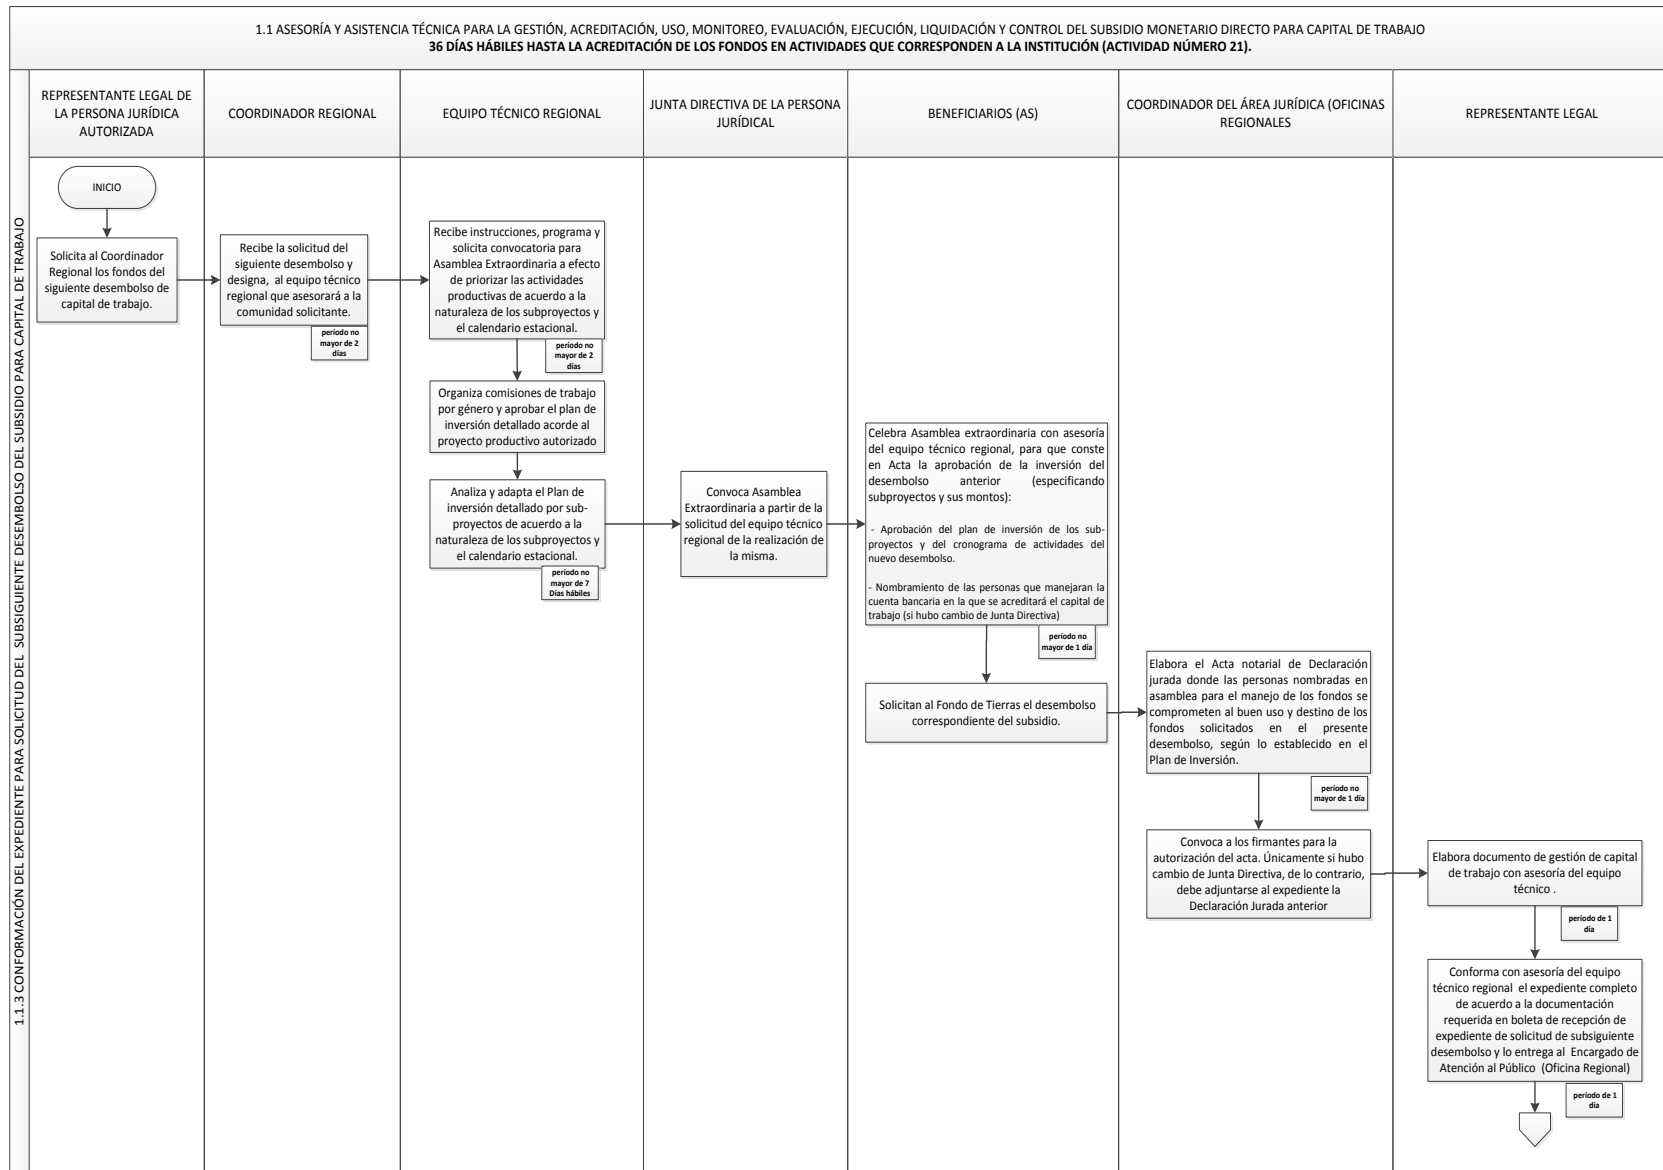 1.1 ASESORÍA Y ASISTENCIA TÉCNICA PARA LA GESTIÓN, ACREDITACIÓN, USO, MONITOREO, EVALUACIÓN, EJECUCIÓN, LIQUIDACIÓN Y CONTROL DEL SUBSIDIO MONETARIO DIRECTO PARA CAPITAL DE TRABAJO
36 DÍAS HÁBILES HASTA LA ACREDITACIÓN DE LOS FONDOS EN ACTIVIDADES QUE CORRESPONDEN A LA INSTITUCIÓN (ACTIVIDAD NÚMERO 21).
1.1.3 CONFORMACIÓN DEL EXPEDIENTE PARA SOLICITUD DEL SUBSIGUIENTE DESEMBOLSO DEL SUBSIDIO PARA CAPITAL DE TRABAJO
REPRESENTANTE LEGAL DE
LA PERSONA JURÍDICA
AUTORIZADA
COORDINADOR REGIONAL
EQUIPO TÉCNICO REGIONAL
JUNTA DIRECTIVA DE LA PERSONA
JURÍDICAL
BENEFICIARIOS (AS)
COORDINADOR DEL ÁREA JURÍDICA (OFICINAS
REGIONALES
REPRESENTANTE LEGAL
INICIO
Solicita al Coordinador
Regional los fondos del
siguiente desembolso de
capital de trabajo.
Recibe la solicitud del
siguiente desembolso y
designa, al equipo técnico
regional que asesorará a la
comunidad solicitante.
período no
mayor de 2
días
Recibe instrucciones, programa y
solicita convocatoria para
Asamblea Extraordinaria a efecto
de priorizar las actividades
productivas de acuerdo a la
naturaleza de los subproyectos y
el calendario estacional.
período no
mayor de 2
días
Organiza comisiones de trabajo
por género y aprobar el plan de
inversión detallado acorde al
proyecto productivo autorizado
Analiza y adapta el Plan de
inversión detallado por sub-
proyectos de acuerdo a la
naturaleza de los subproyectos y
el calendario estacional.
período no
mayor de 7
Días hábiles
Convoca Asamblea
Extraordinaria a partir de la
solicitud del equipo técnico
regional de la realización de
la misma.
Celebra Asamblea extraordinaria con asesoría
del equipo técnico regional, para que conste
en Acta la aprobación de la inversión del
desembolso anterior (especificando
subproyectos y sus montos):
- Aprobación del plan de inversión de los sub-
proyectos y del cronograma de actividades del
nuevo desembolso.
- Nombramiento de las personas que manejaran la
cuenta bancaria en la que se acreditará el capital de
trabajo (si hubo cambio de Junta Directiva)
período no
mayor de 1 día
Solicitan al Fondo de Tierras el desembolso
correspondiente del subsidio.
Elabora el Acta notarial de Declaración
jurada donde las personas nombradas en
asamblea para el manejo de los fondos se
comprometen al buen uso y destino de los
fondos solicitados en el presente
desembolso, según lo establecido en el
Plan de Inversión.
período no
mayor de 1 día
Convoca a los firmantes para la
autorización del acta. Únicamente si hubo
cambio de Junta Directiva, de lo contrario,
debe adjuntarse al expediente la
Declaración Jurada anterior
Elabora documento de gestión de capital
de trabajo con asesoría del equipo
técnico .
período de 1
día
Conforma con asesoría del equipo
técnico regional el expediente completo
de acuerdo a la documentación
requerida en boleta de recepción de
expediente de solicitud de subsiguiente
desembolso y lo entrega al Encargado de
Atención al Público (Oficina Regional)
período de 1
día